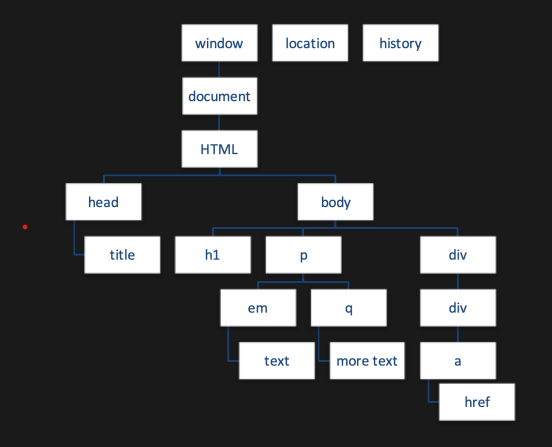 window
location
history
document
HTML
head
body
title
h1
p
div
em
q
div
text
more text
a
href